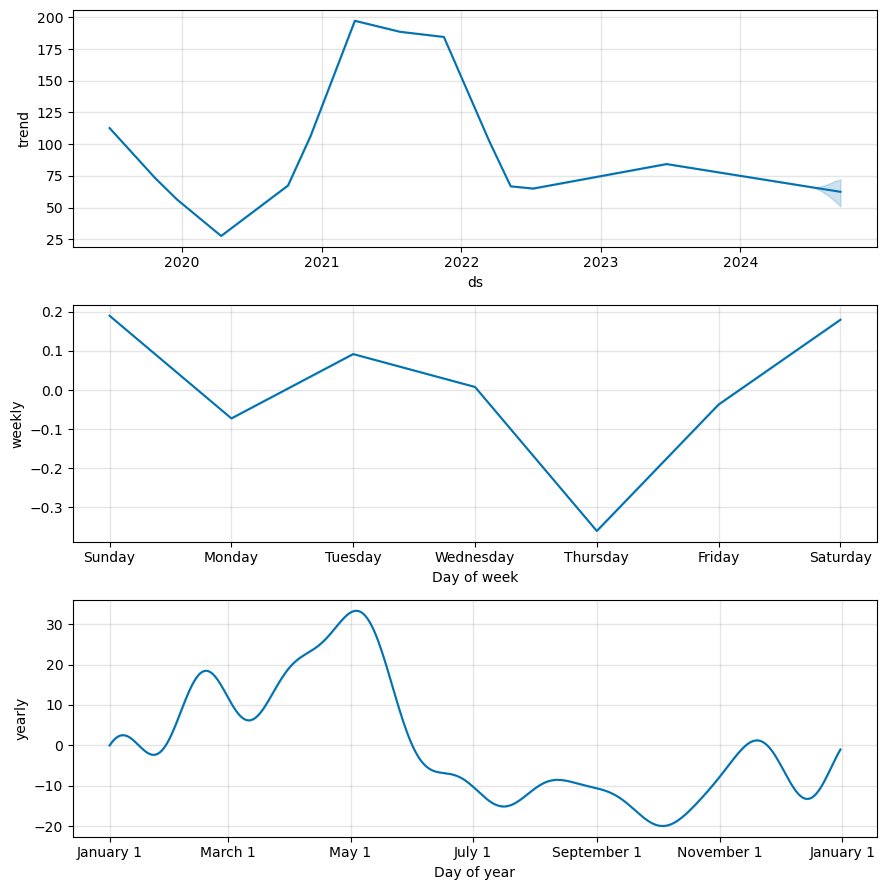 200
175
150
125
100
75
50
25
trend
2020 2021 2022 2023 2024
ds
0.2
0.1
0.0
−0.1
−0.2
−0.3
weekly
Sunday Monday Tuesday Wednesday Thursday Friday Saturday
Day of week
30
20
10
0
−10
−20
yearly
January 1 March 1 May 1 July 1 September 1 November 1 January 1
Day of year